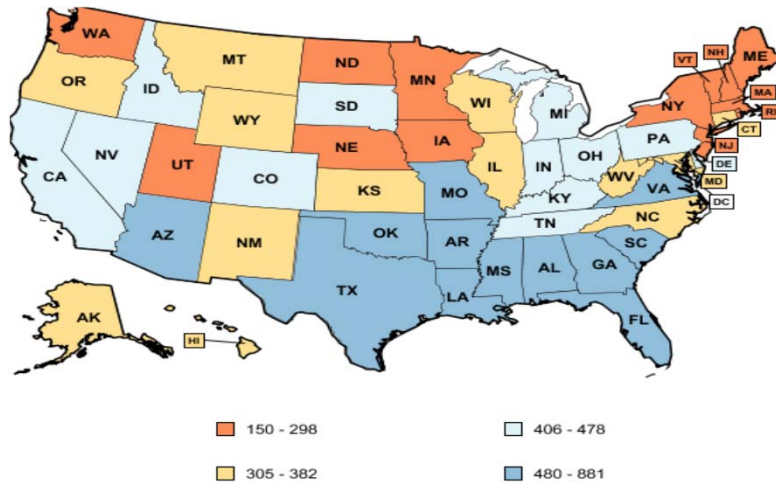 WA
MT
ND
MN
VT
NH
ME
OR
ID
SD
WI
MI
NY
MA
RI
CT
WY
NE
IA
PA
NJ
NV
UT
CO
IL
IN
OH
DE
CA
KS
MO
KY
WV
VA
MD
DC
AZ
NM
OK
AR
TN
NC
SC
TX
LA
MS
AL
GA
FL
AK
HI
150 - 298
406 - 478
305 - 382
480 - 881